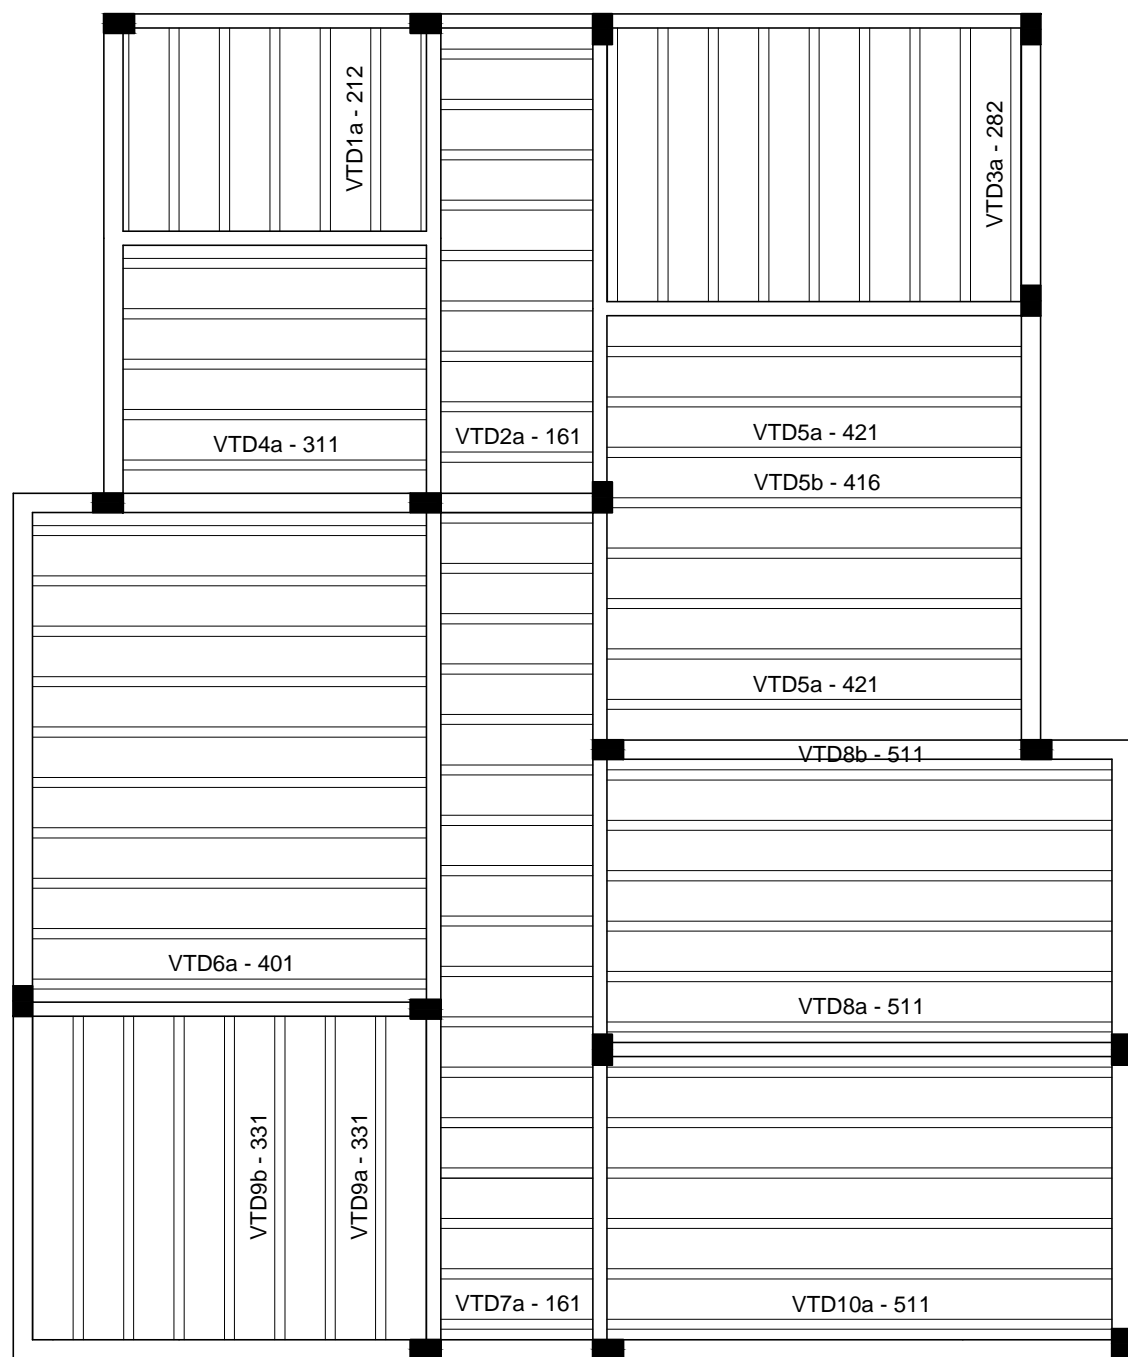 VTD1a - 212
VTD3a - 282
VTD4a - 311
VTD2a - 161
VTD5a - 421
VTD5b - 416
VTD5a - 421
VTD8b - 511
VTD6a - 401
VTD8a - 511
VTD9b - 331
VTD9a - 331
VTD7a - 161
VTD10a - 511